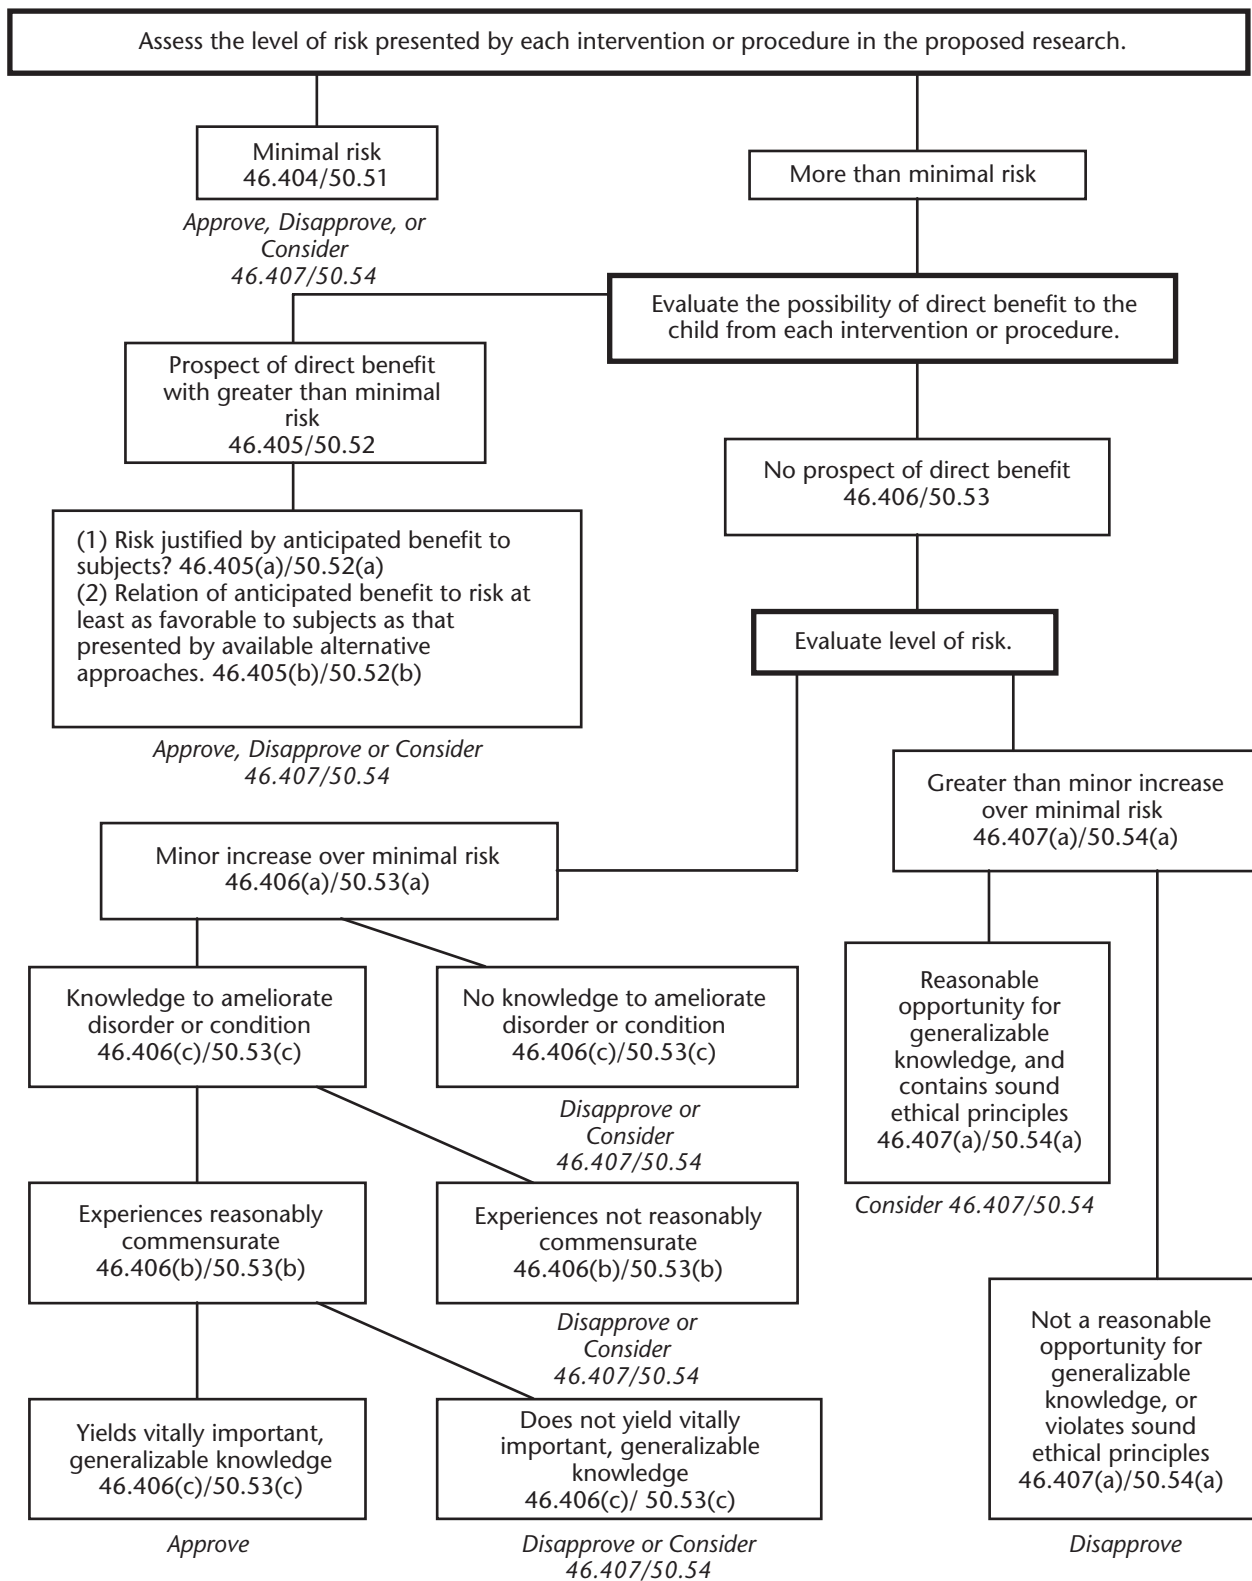 Assess the level of risk presented by each intervention or procedure in the proposed research.
Minimal risk
46.404/50.51
Approve, Disapprove, or
Consider
46.407/50.54
More than minimal risk
Evaluate the possibility of direct benefit to the
child from each intervention or procedure.
Prospect of direct benefit
with greater than minimal
risk
46.405/50.52
No prospect of direct benefit
46.406/50.53
(1) Risk justified by anticipated benefit to
subjects? 46.405(a)/50.52(a)
(2) Relation of anticipated benefit to risk at
least as favorable to subjects as that
presented by available alternative
approaches. 46.405(b)/50.52(b)
Approve, Disapprove or Consider
46.407/50.54
Evaluate level of risk.
Greater than minor increase
over minimal risk
46.407(a)/50.54(a)
Minor increase over minimal risk
46.406(a)/50.53(a)
Knowledge to ameliorate
disorder or condition
46.406(c)/50.53(c)
No knowledge to ameliorate
disorder or condition
46.406(c)/50.53(c)
Disapprove or
Consider
46.407/50.54
Reasonable
opportunity for
generalizable
knowledge, and
contains sound
ethical principles
46.407(a)/50.54(a)
Consider 46.407/50.54
Experiences reasonably
commensurate
46.406(b)/50.53(b)
Experiences not reasonably
commensurate
46.406(b)/50.53(b)
Disapprove or
Consider
46.407/50.54
Not a reasonable
opportunity for
generalizable
knowledge, or
violates sound
ethical principles
46.407(a)/50.54(a)
Disapprove
Yields vitally important,
generalizable knowledge
46.406(c)/50.53(c)
Approve
Does not yield vitally
important, generalizable
knowledge
46.406(c)/ 50.53(c)
Disapprove or Consider
46.407/50.54